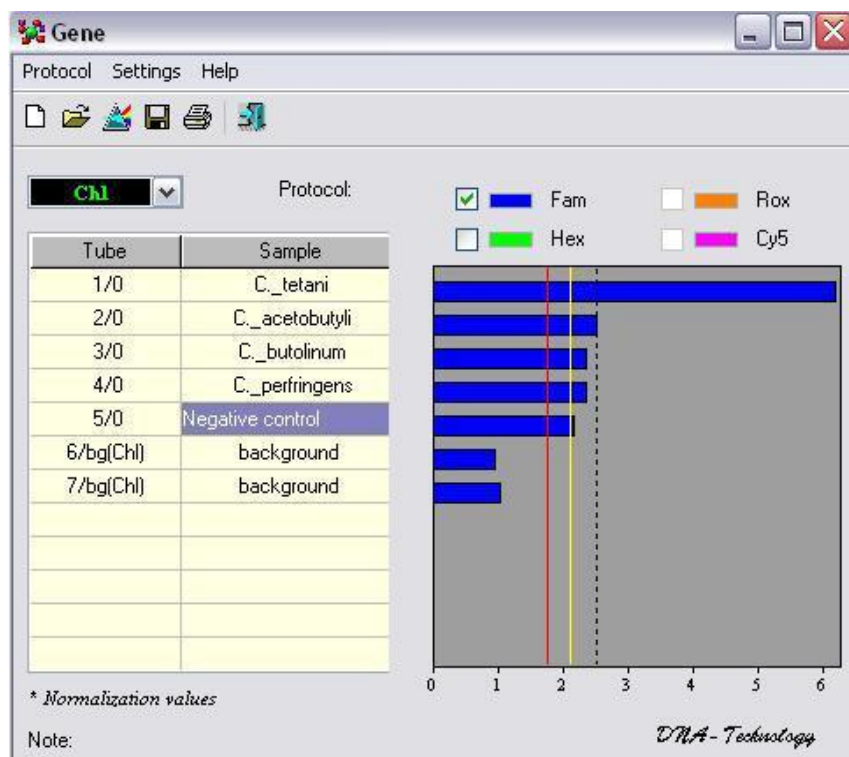 Gene
Protocol Settings Help
Chl Protocol:
Fam Rox
Hex Cy5
Tube Sample
1/0 C._tetani
2/0 C._acetobutyli
3/0 C._butolinum
4/0 C._perfringens
5/0 Negative control
6/bg(Chl) background
7/bg(Chl) background
0 1 2 3 4 5 6
* Normalization values
Note:
DNA-Technology